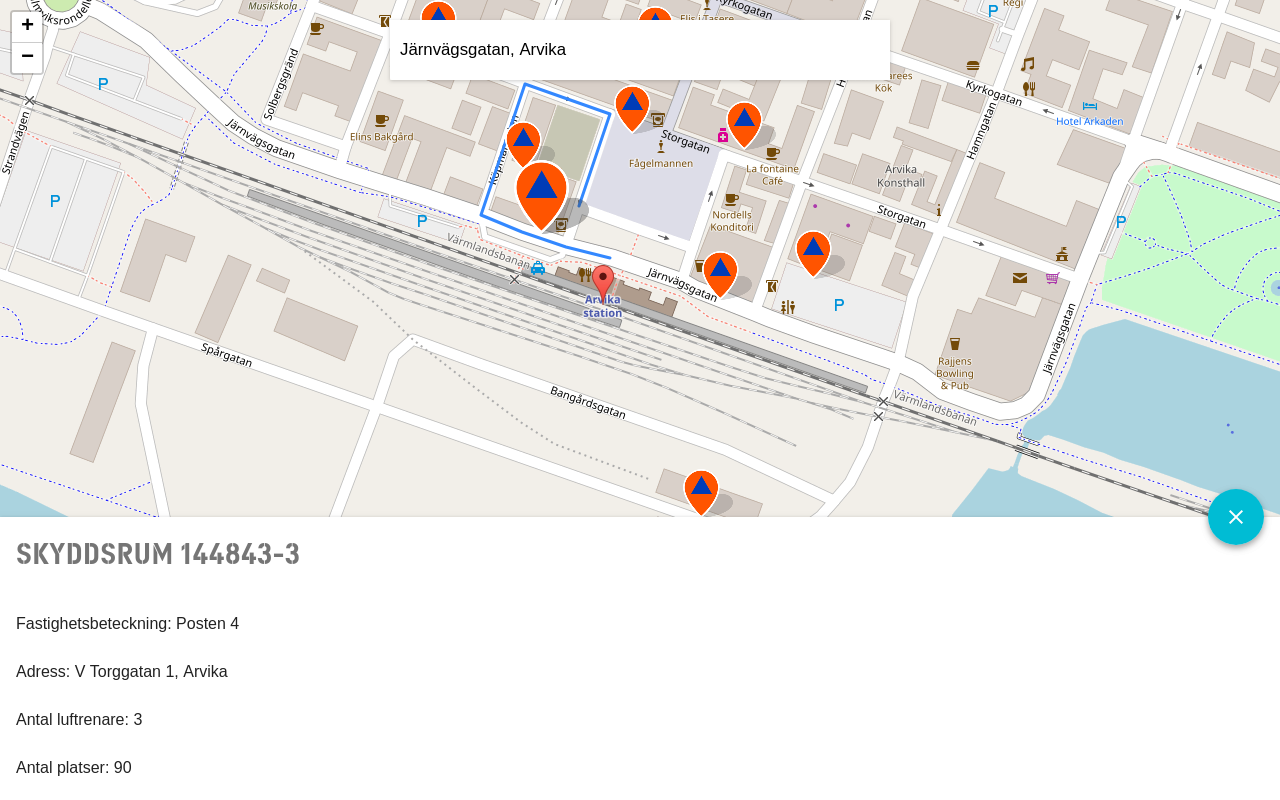 Musikskola
+
−
Järnvägsgatan, Arvika
Kyrkogatan
P
Regi
Solbergsgränd
P
Elins Bakgård
Järnvägsgatan
Strandvägen
P
P
Storgatan
Fågelmannen
La fontaine
Café
Kök
Kyrkogatan
Hotel Arkaden
Hamngatan
Arvika
Konsthall
Storgatan
Nordells
Konditori
P
P
Värmlandsbanan
Järnvägsgatan
Arvika
station
Spårgatan
Bangårdsgatan
Rajjens
Bowling
& Pub
Järnvägsgatan
Värmlandsbanan
SKYDDSRUM 144843-3
Fastighetsbeteckning: Posten 4
Adress: V Torggatan 1, Arvika
Antal luftrenare: 3
Antal platser: 90